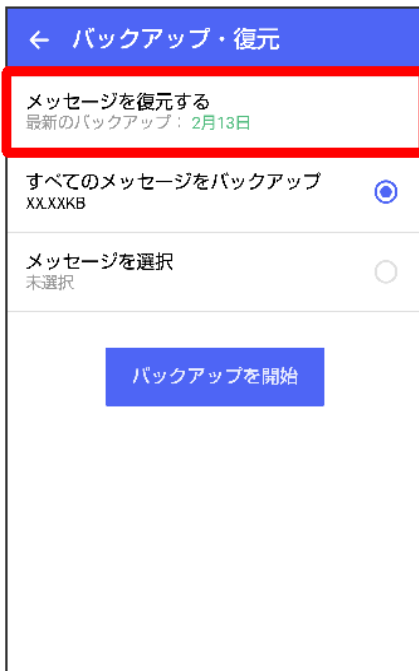 バックアップ・復元
メッセージを復元する
最新のバックアップ： 2月13日
すべてのメッセージをバックアップ
XX.XXKB
メッセージを選択
未選択
バックアップを開始